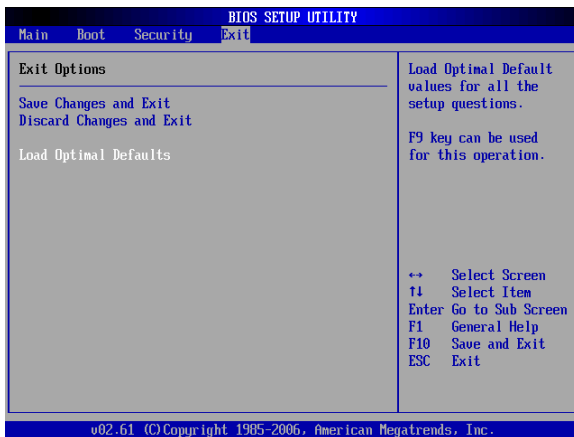 BIOS SETUP UTILITY
Main Boot Security Exit
Exit Options
Save Changes and Exit
Discard Changes and Exit
Load Optimal Defaults
Load Optimal Default
values for all the
setup questions.
F9 Key can be used
for this operation.
↔ Select Screen
↑↓ Select Item
Enter Go to Sub Screen
F1 General Help
F10 Save and Exit
ESC Exit
v02.61 (C)Copyright 1985-2006, American Megatrends, Inc.